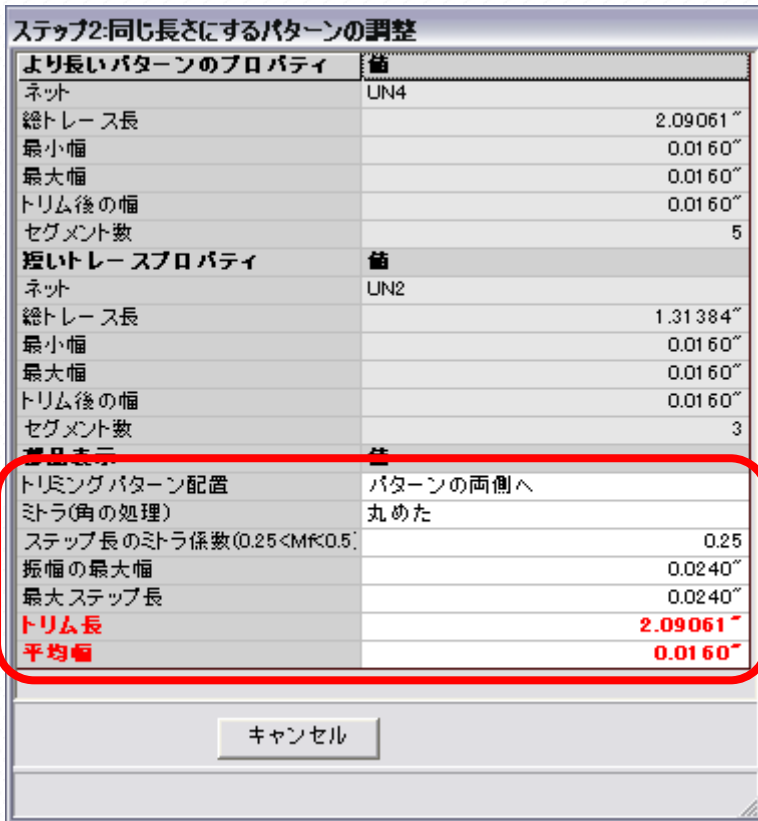 ステップ2:同じ長さにするパターンの調整
より長いパターンのプロパティ 値
ネット UN4
総トレース長 2.09061"
最小幅 0.0160"
最大幅 0.0160"
トリム後の幅 0.0160"
セグメント数 5
短いトレースプロパティ 値
ネット UN2
総トレース長 1.31384"
最小幅 0.0160"
最大幅 0.0160"
トリム後の幅 0.0160"
セグメント数 3
部品表示 値
トリミングパターン配置 パターンの両側へ
ミトラ(角の処理) 丸めた
ステップ長のミトラ係数(0.25<Mf<0.5] 0.25
振幅の最大幅 0.0240"
最大ステップ長 0.0240"
トリム長 2.09061"
平均幅 0.0160"
キャンセル